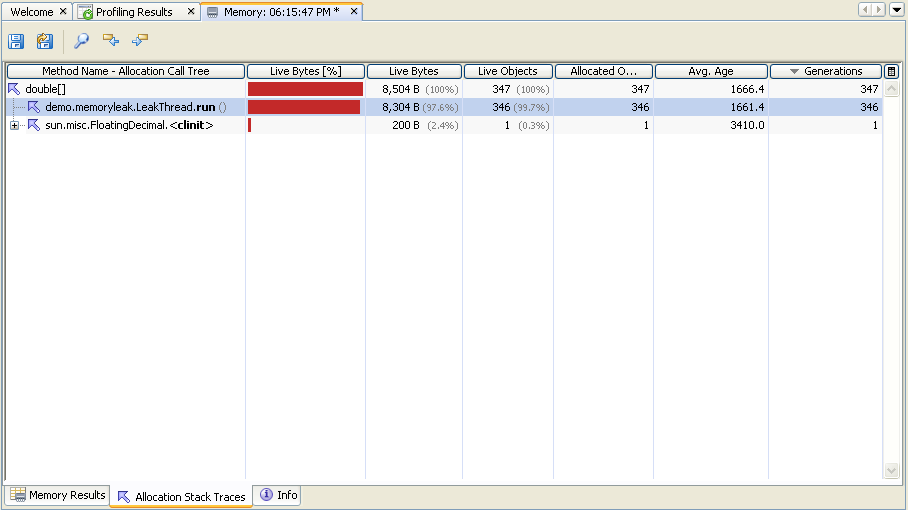 Welcome Profiling Results Memory: 06:15:47 PM *
Method Name - Allocation Call Tree Live Bytes [%] Live Bytes Live Objects Allocated O... Avg. Age Generations
double[] 8,504 B (100%) 347 (100%) 347 1666.4 347
demo.memoryleak.LeakThread.run () 8,304 B (97.6%) 346 (99.7%) 346 1661.4 346
sun.misc.FloatingDecimal.<clinit> 200 B (2.4%) 1 (0.3%) 1 3410.0 1
Memory Results Allocation Stack Traces Info